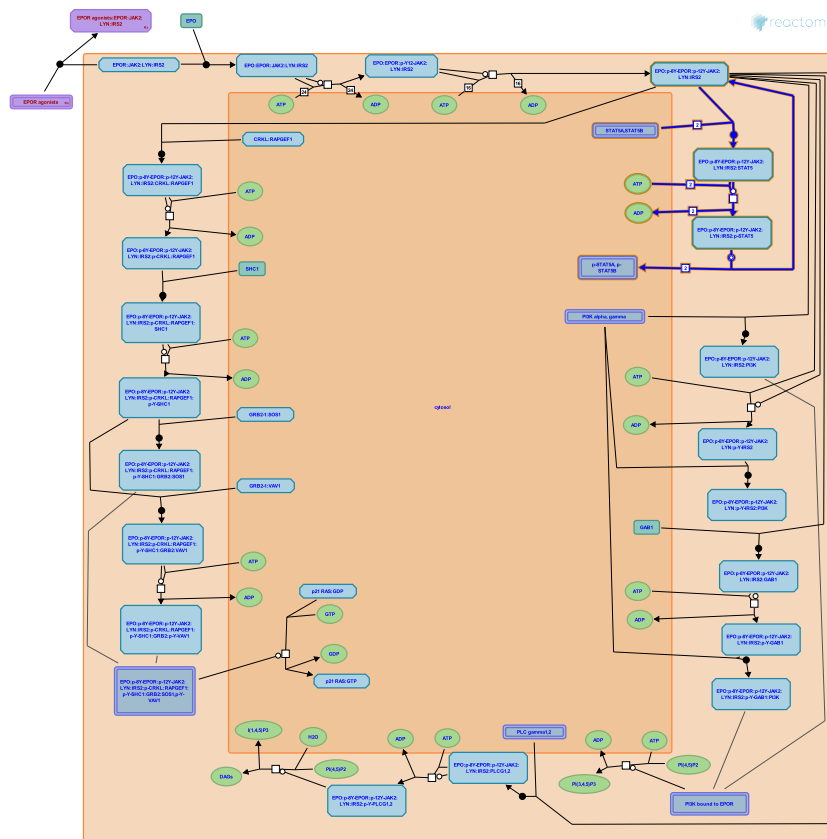 EPOR agonists:EPOR:JAK2:
LYN:IRS2
EPO
reactom
EPOR:JAK2:LYN:IRS2
EPOR agonists
EPO:EPOR:JAK2:LYN:IRS2
EPO:EPOR:p-Y12-JAK2:
LYN:IRS2
EPO:p-8Y-EPOR:p-12Y-JAK2:
LYN:IRS2
24
24
16
16
ATP
ADP
ATP
ADP
CRKL:RAPGEF1
EPO:p-8Y-EPOR:p-12Y-JAK2:
LYN:IRS2:CRKL:RAPGEF1
ATP
ADP
EPO:p-8Y-EPOR:p-12Y-JAK2:
LYN:IRS2:p-CRKL:RAPGEF1
SHC1
EPO:p-8Y-EPOR:p-12Y-JAK2:
LYN:IRS2:p-CRKL:RAPGEF1:
SHC1
ATP
ADP
EPO:p-8Y-EPOR:p-12Y-JAK2:
LYN:IRS2:p-CRKL:RAPGEF1:
p-Y-SHC1
GRB2-1:SOS1
EPO:p-8Y-EPOR:p-12Y-JAK2:
LYN:IRS2:p-CRKL:RAPGEF1:
p-Y-SHC1:GRB2:SOS1
GRB2-1:VAV1
EPO:p-8Y-EPOR:p-12Y-JAK2:
LYN:IRS2:p-CRKL:RAPGEF1:
p-Y-SHC1:GRB2:VAV1
ATP
ADP
EPO:p-8Y-EPOR:p-12Y-JAK2:
LYN:IRS2:p-CRKL:RAPGEF1:
p-Y-SHC1:GRB2:p-Y-VAV1
EPO:p-8Y-EPOR:p-12Y-JAK2:
LYN:IRS2:p-CRKL:RAPGEF1:
p-Y-SHC1:GRB2:SOS1,p-Y-
VAV1
cytosol
p21 RAS:GDP
GTP
GDP
p21 RAS:GTP
STAT5A,STAT5B
2
EPO:p-8Y-EPOR:p-12Y-JAK2:
LYN:IRS2:STAT5
ATP
2
ADP
2
EPO:p-8Y-EPOR:p-12Y-JAK2:
LYN:IRS2:p-STAT5
p-STAT5A, p-
STAT5B
2
PI3K alpha, gamma
EPO:p-8Y-EPOR:p-12Y-JAK2:
LYN:IRS2:PI3K
ATP
ADP
EPO:p-8Y-EPOR:p-12Y-JAK2:
LYN:p-Y-IRS2
EPO:p-8Y-EPOR:p-12Y-JAK2:
LYN:p-Y-IRS2:PI3K
GAB1
EPO:p-8Y-EPOR:p-12Y-JAK2:
LYN:IRS2:GAB1
ATP
ADP
EPO:p-8Y-EPOR:p-12Y-JAK2:
LYN:IRS2:p-Y-GAB1
EPO:p-8Y-EPOR:p-12Y-JAK2:
LYN:IRS2:p-Y-GAB1:PI3K
I(1,4,5)P3
H2O
DAGs
PI(4,5)P2
ADP
ATP
EPO:p-8Y-EPOR:p-12Y-JAK2:
LYN:IRS2:p-Y-PLCG1,2
EPO:p-8Y-EPOR:p-12Y-JAK2:
LYN:IRS2:PLCG1,2
PLC gamma1,2
ADP
ATP
PI(4,5)P2
PI(3,4,5)P3
PI3K bound to EPOR